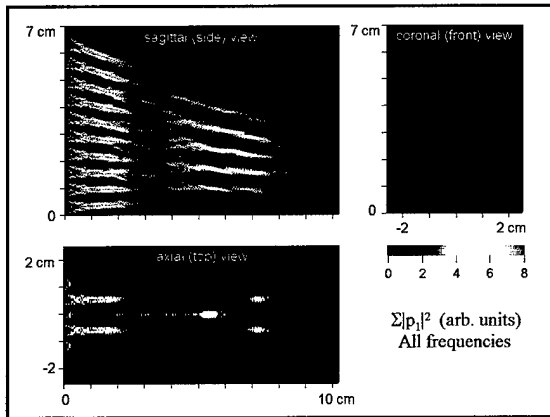 7 cm
sagittal (side) view
0
7 cm
coronal (front) view
0
-2
2 cm
0 2 4 6 8
Σ|p₁|² (arb. units)
All frequencies
2 cm
axial (top) view
-2
0
10 cm